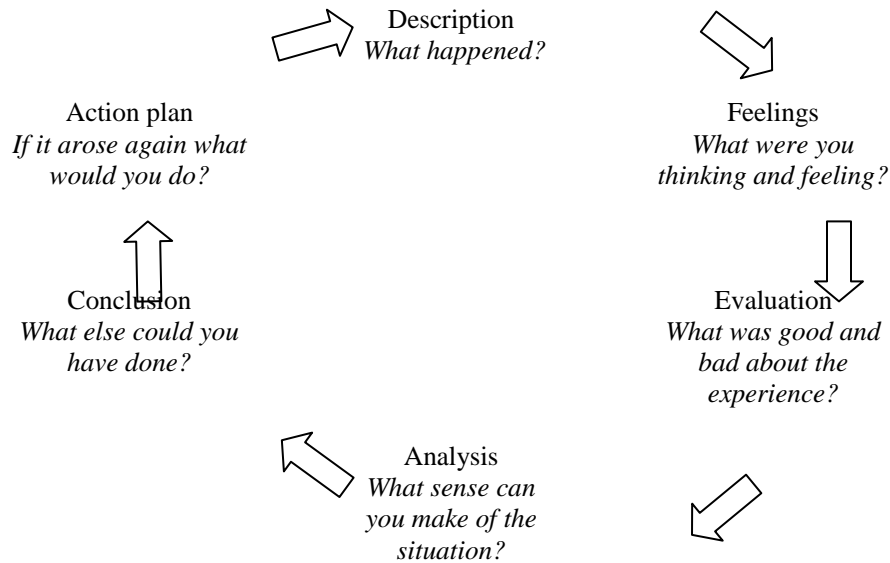 Description
What happened?
Feelings
What were you
thinking and feeling?
Evaluation
What was good and
bad about the
experience?
Analysis
What sense can
you make of the
situation?
Conclusion
What else could you
have done?
Action plan
If it arose again what
would you do?